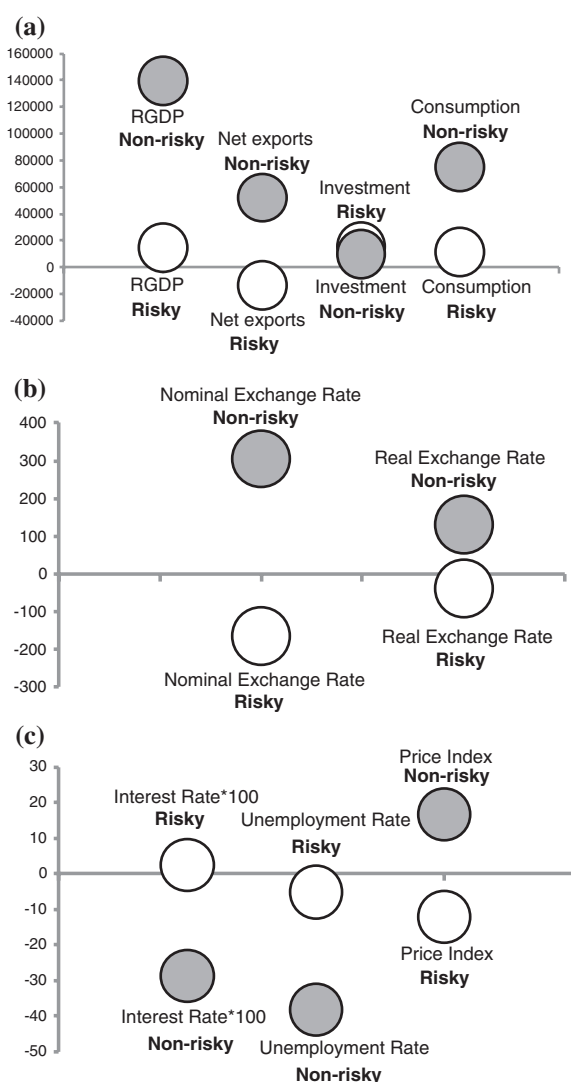 (a)
160000
140000
120000
100000
80000
60000
40000
20000
0
-20000
-40000
RGDP
Non-risky
Net exports
Non-risky
Investment
Risky
Consumption
Non-risky
RGDP
Risky
Net exports
Risky
Investment
Non-risky
Consumption
Risky
(b)
400
300
200
100
0
-100
-200
-300
Nominal Exchange Rate
Non-risky
Real Exchange Rate
Non-risky
Nominal Exchange Rate
Risky
Real Exchange Rate
Risky
(c)
30
20
10
0
-10
-20
-30
-40
-50
Interest Rate*100
Risky
Unemployment Rate
Risky
Price Index
Non-risky
Interest Rate*100
Non-risky
Unemployment Rate
Non-risky
Price Index
Risky